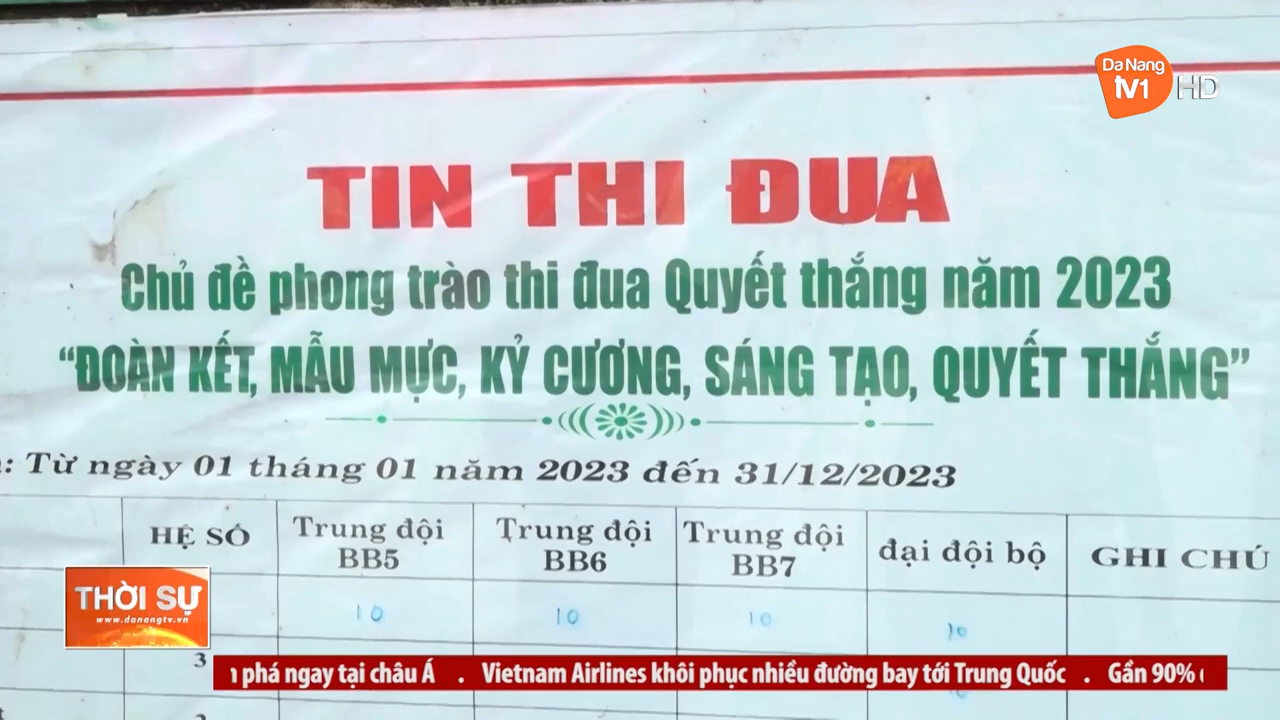 Da Nang
TV1 HD
TIN THI ĐUA
Chủ đề phong trào thi đua Quyết thắng năm 2023
“ĐOÀN KẾT, MẪU MỰC, KỶ CƯƠNG, SÁNG TẠO, QUYẾT THẮNG”
Từ ngày 01 tháng 01 năm 2023 đến 31/12/2023
HỆ SỐ
Trung đội
BB5
Trung đội
BB6
Trung đội
BB7
đại đội bộ
GHI CHÚ
10
10
10
10
3
THỜI SỰ
www.danangtv.vn
phá ngay tại châu Á . Vietnam Airlines khôi phục nhiều đường bay tới Trung Quốc . Gần 90%